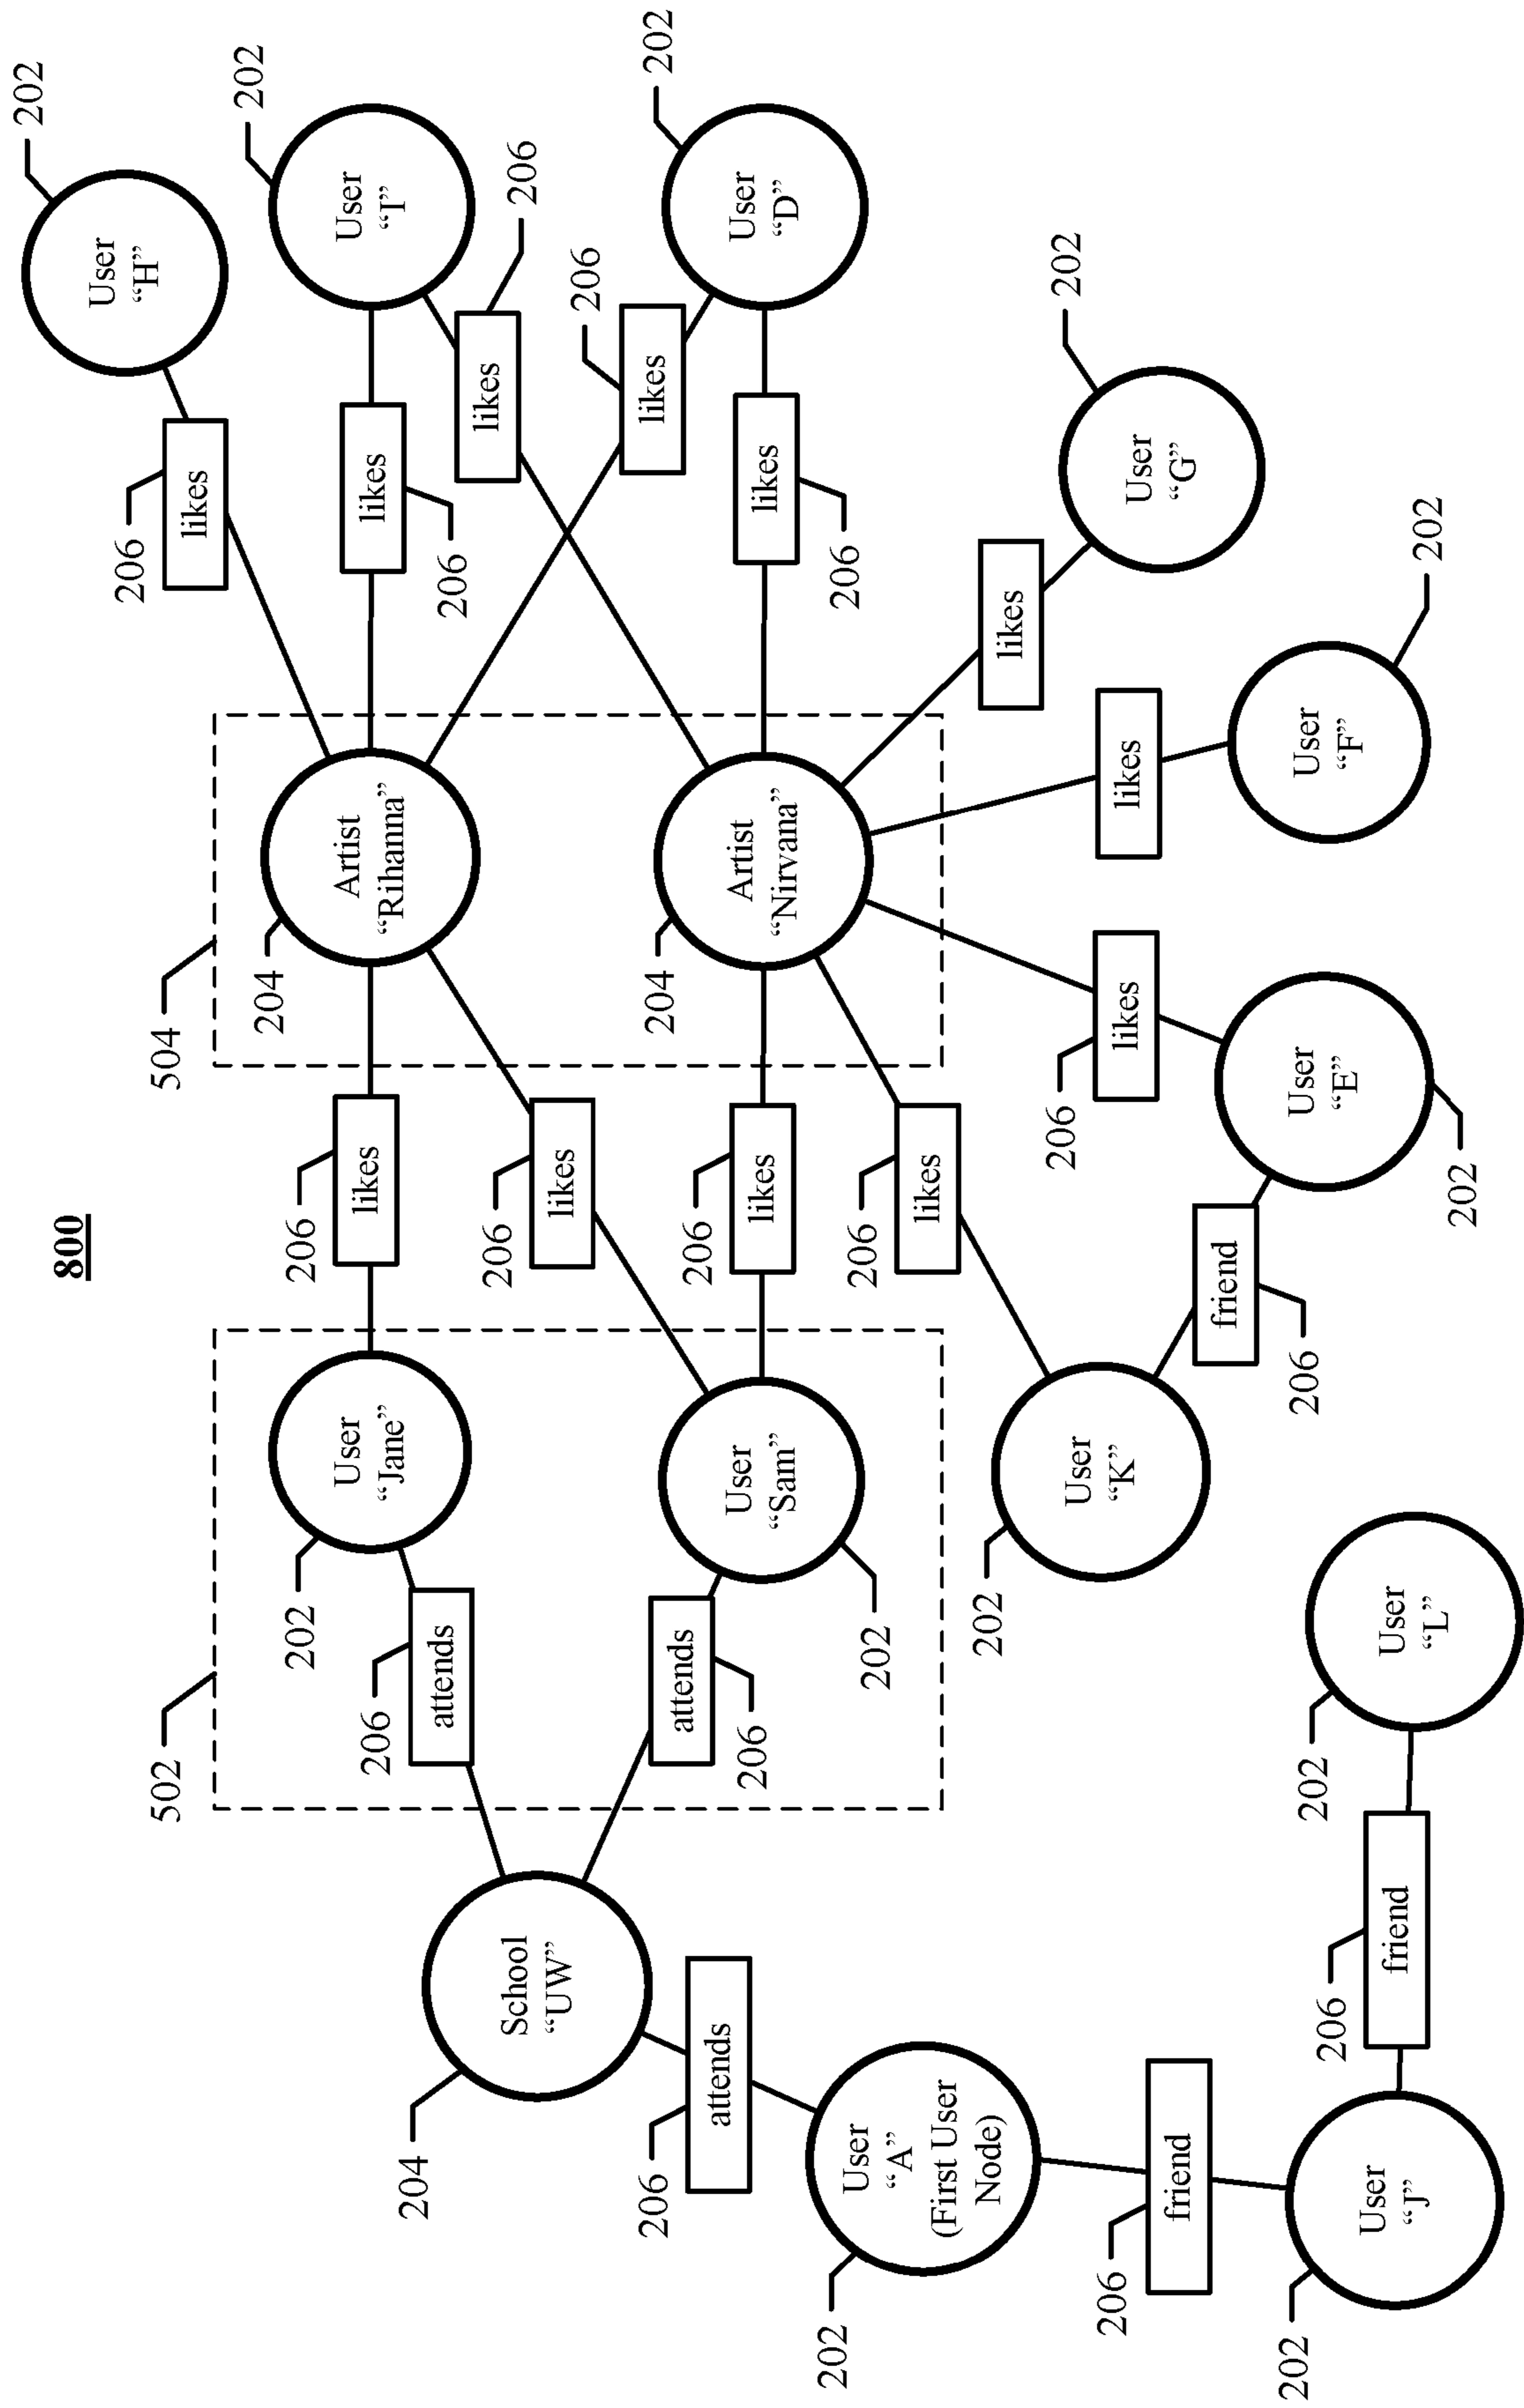 800
202
User
“H”
504
502
206
likes
202
204
206
202
User
“I”
Artist
“Rihanna”
User
“Jane”
likes
likes
206
204
attends
206
likes
206
206
School
“UW”
likes
206
likes
202
204
206
attends
206
attends
206
User
“Sam”
likes
Artist
“Nirvana”
likes
User
“D”
206
206
202
202
User
“A”
(First User
Node)
likes
202
likes
206
202
User
“K”
206
likes
likes
User
“G”
friend
friend
202
206
202
User
“E”
User
“F”
206
User
“J”
friend
User
“L”
202
202